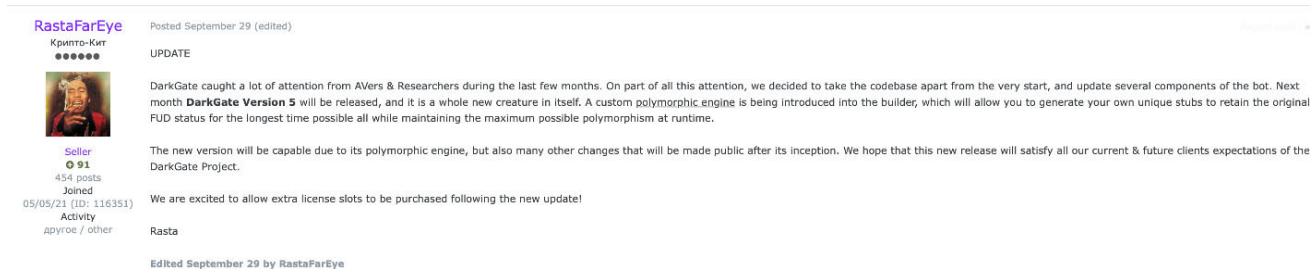 RastaFarEye
Крипто-Кит
Seller
91
454 posts
Joined
05/05/21 (ID: 116351)
Activity
другое / other
Posted September 29 (edited)
UPDATE
DarkGate caught a lot of attention from AVers & Researchers during the last few months. On part of all this attention, we decided to take the codebase apart from the very start, and update several components of the bot. Next
month DarkGate Version 5 will be released, and it is a whole new creature in itself. A custom polymorphic engine is being introduced into the builder, which will allow you to generate your own unique stubs to retain the original
FUD status for the longest time possible all while maintaining the maximum possible polymorphism at runtime.
The new version will be capable due to its polymorphic engine, but also many other changes that will be made public after its inception. We hope that this new release will satisfy all our current & future clients expectations of the
DarkGate Project.
We are excited to allow extra license slots to be purchased following the new update!
Rasta
Edited September 29 by RastaFarEye